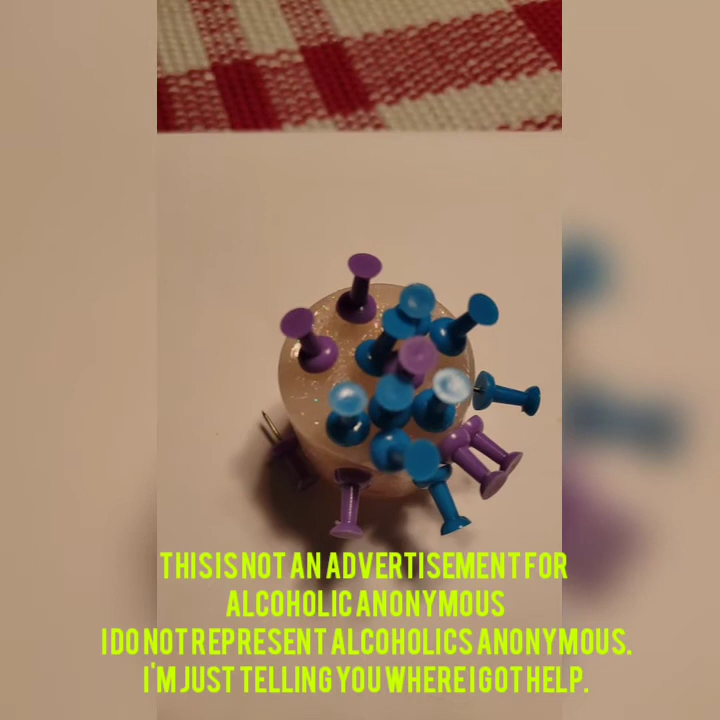 THIS IS NOT AN ADVERTISEMENT FOR
ALCOHOLIC ANONYMOUS
I DO NOT REPRESENT ALCOHOLICS ANONYMOUS.
I'M JUST TELLING YOU WHERE I GOT HELP.